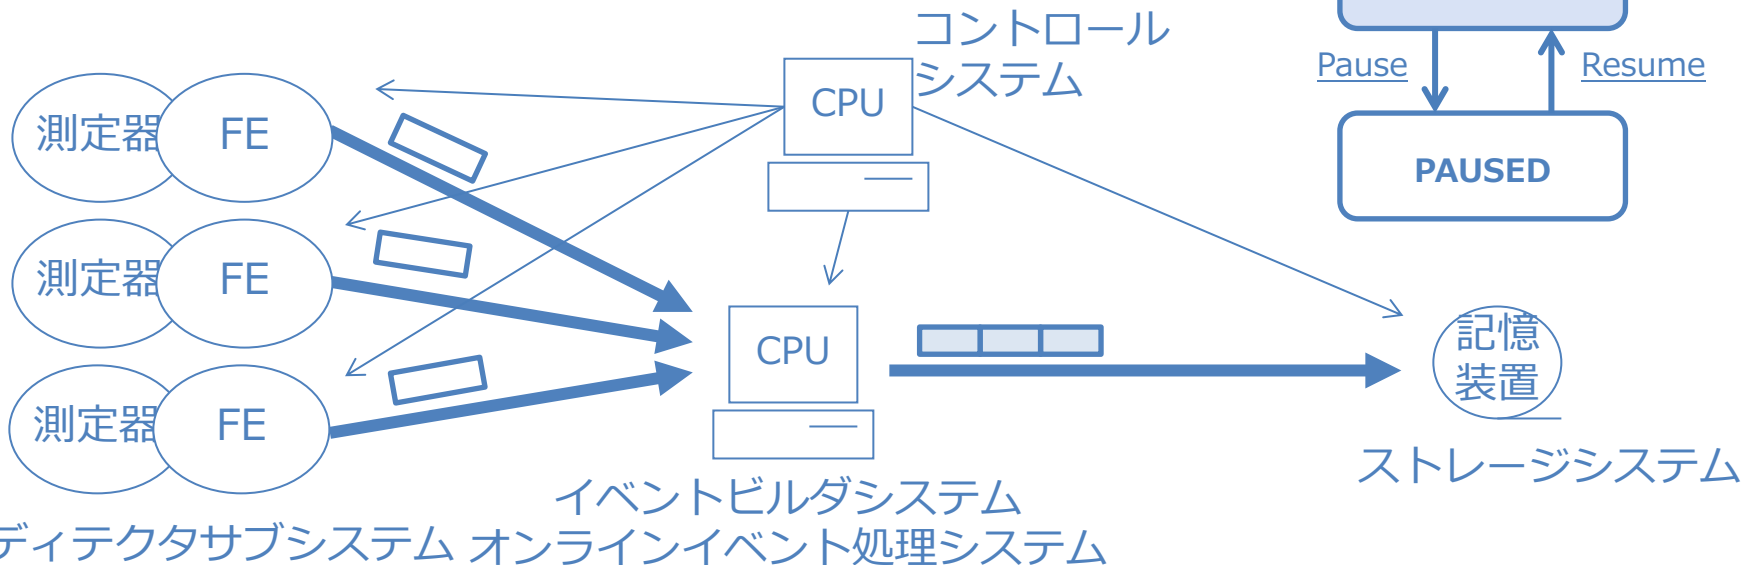 コントロール
システム
CPU
Pause
Resume
PAUSED
測定器 FE
測定器 FE
測定器 FE
CPU
記憶
装置
ストレージシステム
イベントビルダシステム
ディテクタサブシステム オンラインイベント処理システム